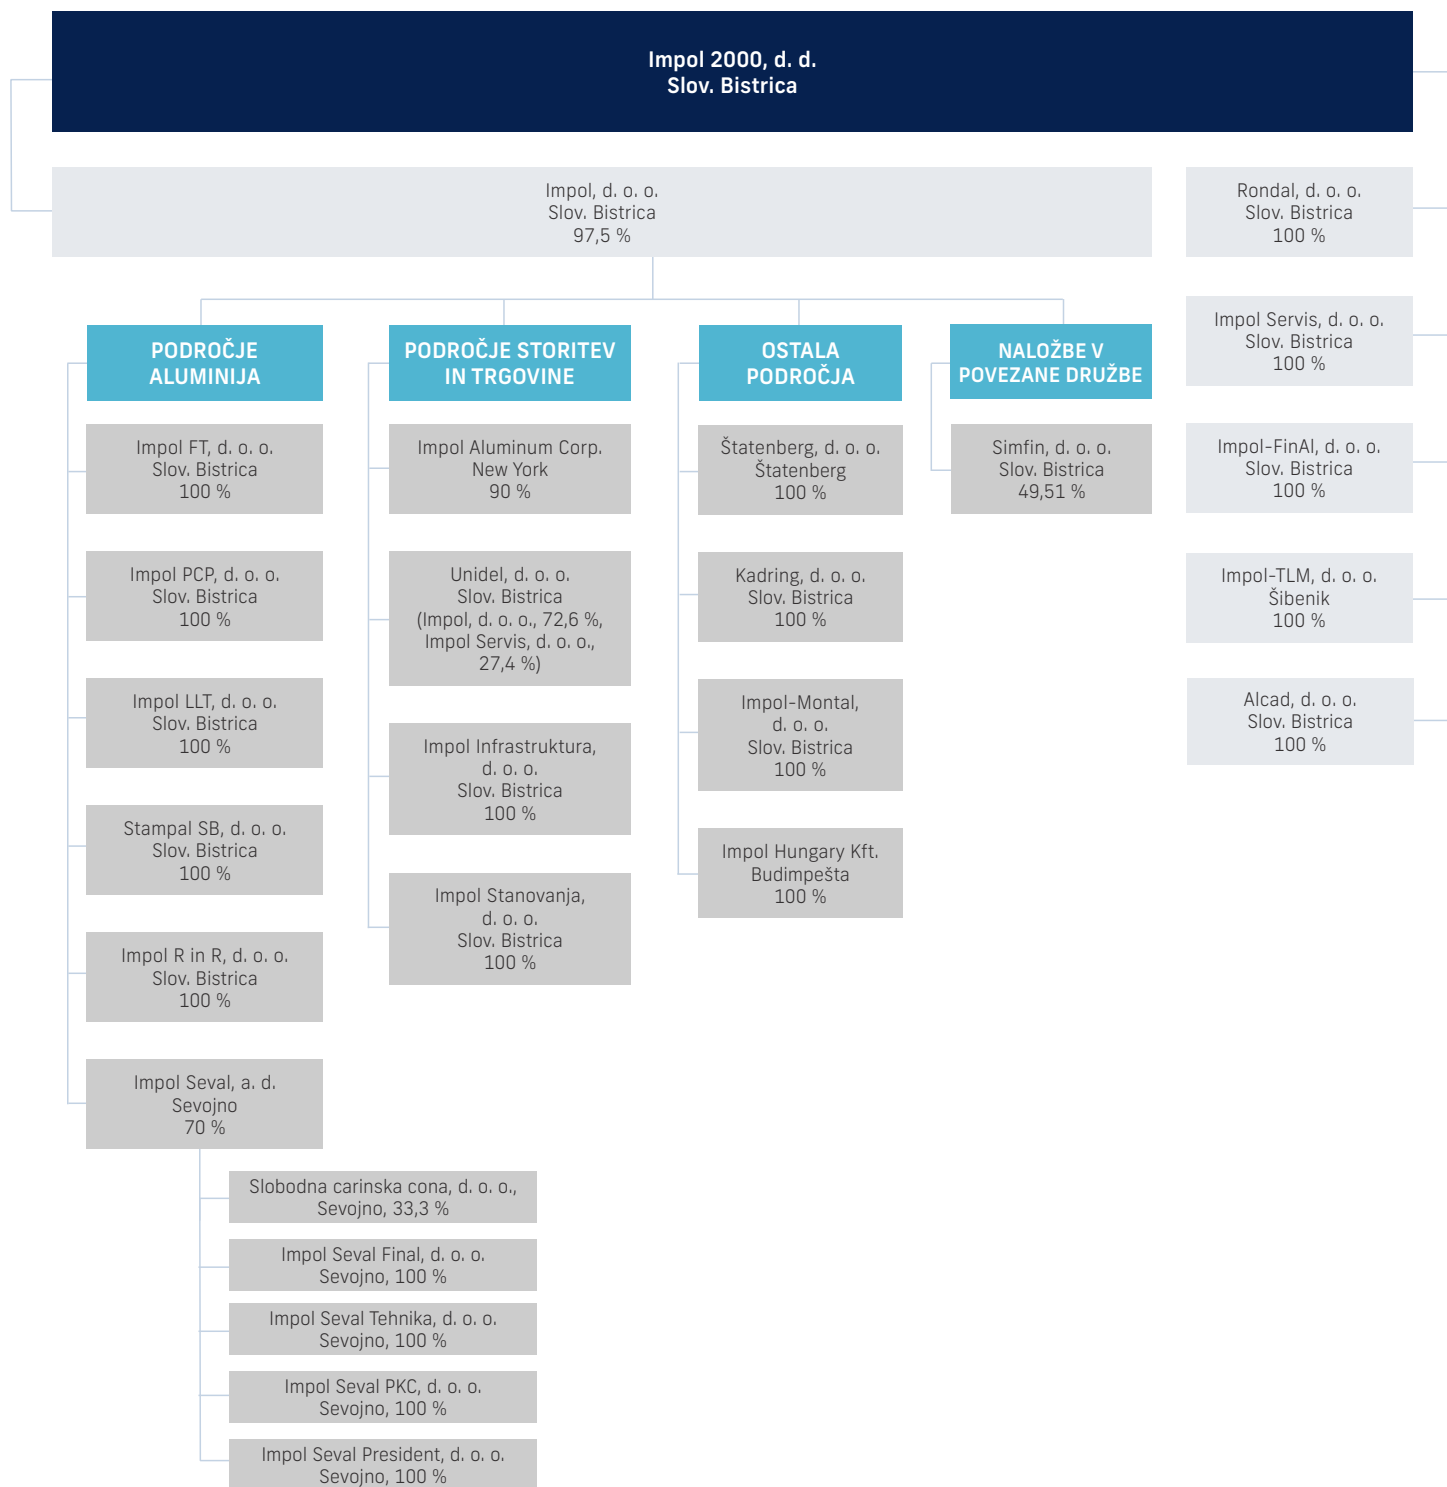 Impol 2000, d. d.
Slov. Bistrica
Impol, d. o. o.
Slov. Bistrica
97,5 %
Rondal, d. o. o.
Slov. Bistrica
100 %
Impol Servis, d. o. o.
Slov. Bistrica
100 %
Impol-FinAl, d. o. o.
Slov. Bistrica
100 %
Impol-TLM, d. o. o.
Šibenik
100 %
Alcad, d. o. o.
Slov. Bistrica
100 %
PODROČJE
ALUMINIJA
Impol FT, d. o. o.
Slov. Bistrica
100 %
Impol PCP, d. o. o.
Slov. Bistrica
100 %
Impol LLT, d. o. o.
Slov. Bistrica
100 %
Stampal SB, d. o. o.
Slov. Bistrica
100 %
Impol R in R, d. o. o.
Slov. Bistrica
100 %
Impol Seval, a. d.
Sevojno
70 %
Slobodna carinska cona, d. o. o.,
Sevojno, 33,3 %
Impol Seval Final, d. o. o.
Sevojno, 100 %
Impol Seval Tehnika, d. o. o.
Sevojno, 100 %
Impol Seval PKC, d. o. o.
Sevojno, 100 %
Impol Seval President, d. o. o.
Sevojno, 100 %
PODROČJE STORITEV
IN TRGOVINE
Impol Aluminum Corp.
New York
90 %
Unidel, d. o. o.
Slov. Bistrica
(Impol, d. o. o., 72,6 %,
Impol Servis, d. o. o.,
27,4 %)
Impol Infrastruktura,
d. o. o.
Slov. Bistrica
100 %
Impol Stanovanja,
d. o. o.
Slov. Bistrica
100 %
OSTALA
PODROČJA
Štatenberg, d. o. o.
Štatenberg
100 %
Kadring, d. o. o.
Slov. Bistrica
100 %
Impol-Montal,
d. o. o.
Slov. Bistrica
100 %
Impol Hungary Kft.
Budimpešta
100 %
NALOŽBE V
POVEZANE DRUŽBE
Simfin, d. o. o.
Slov. Bistrica
49,51 %